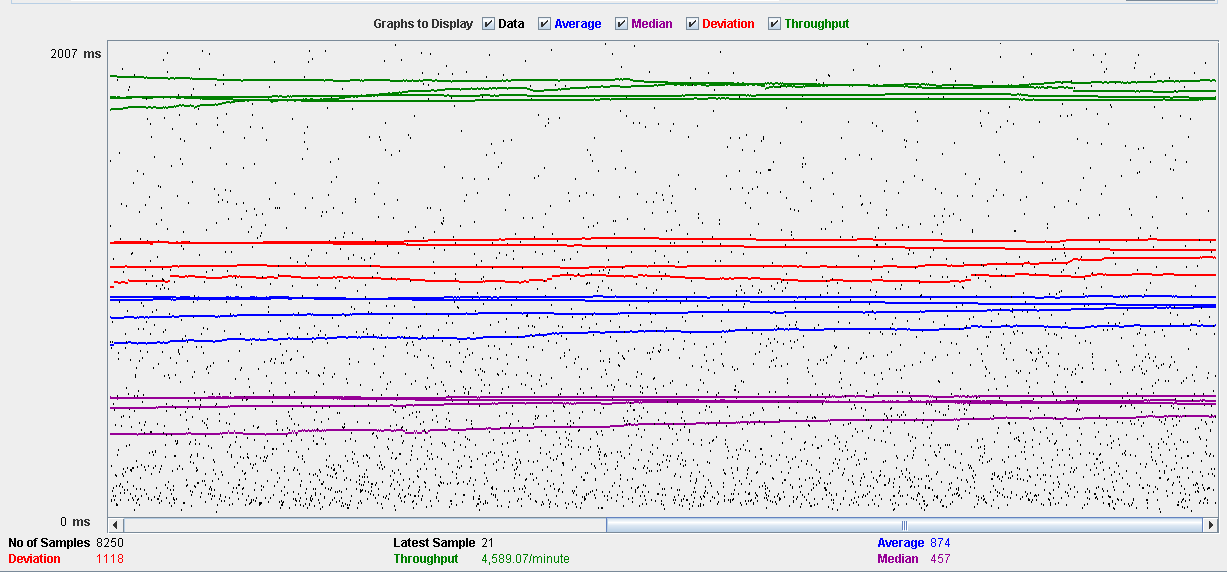 Graphs to Display Data Average Median Deviation Throughput
2007 ms
0 ms
No of Samples 8250 Latest Sample 21 Average 874
Deviation 1118 Throughput 4,589.07/minute Median 457